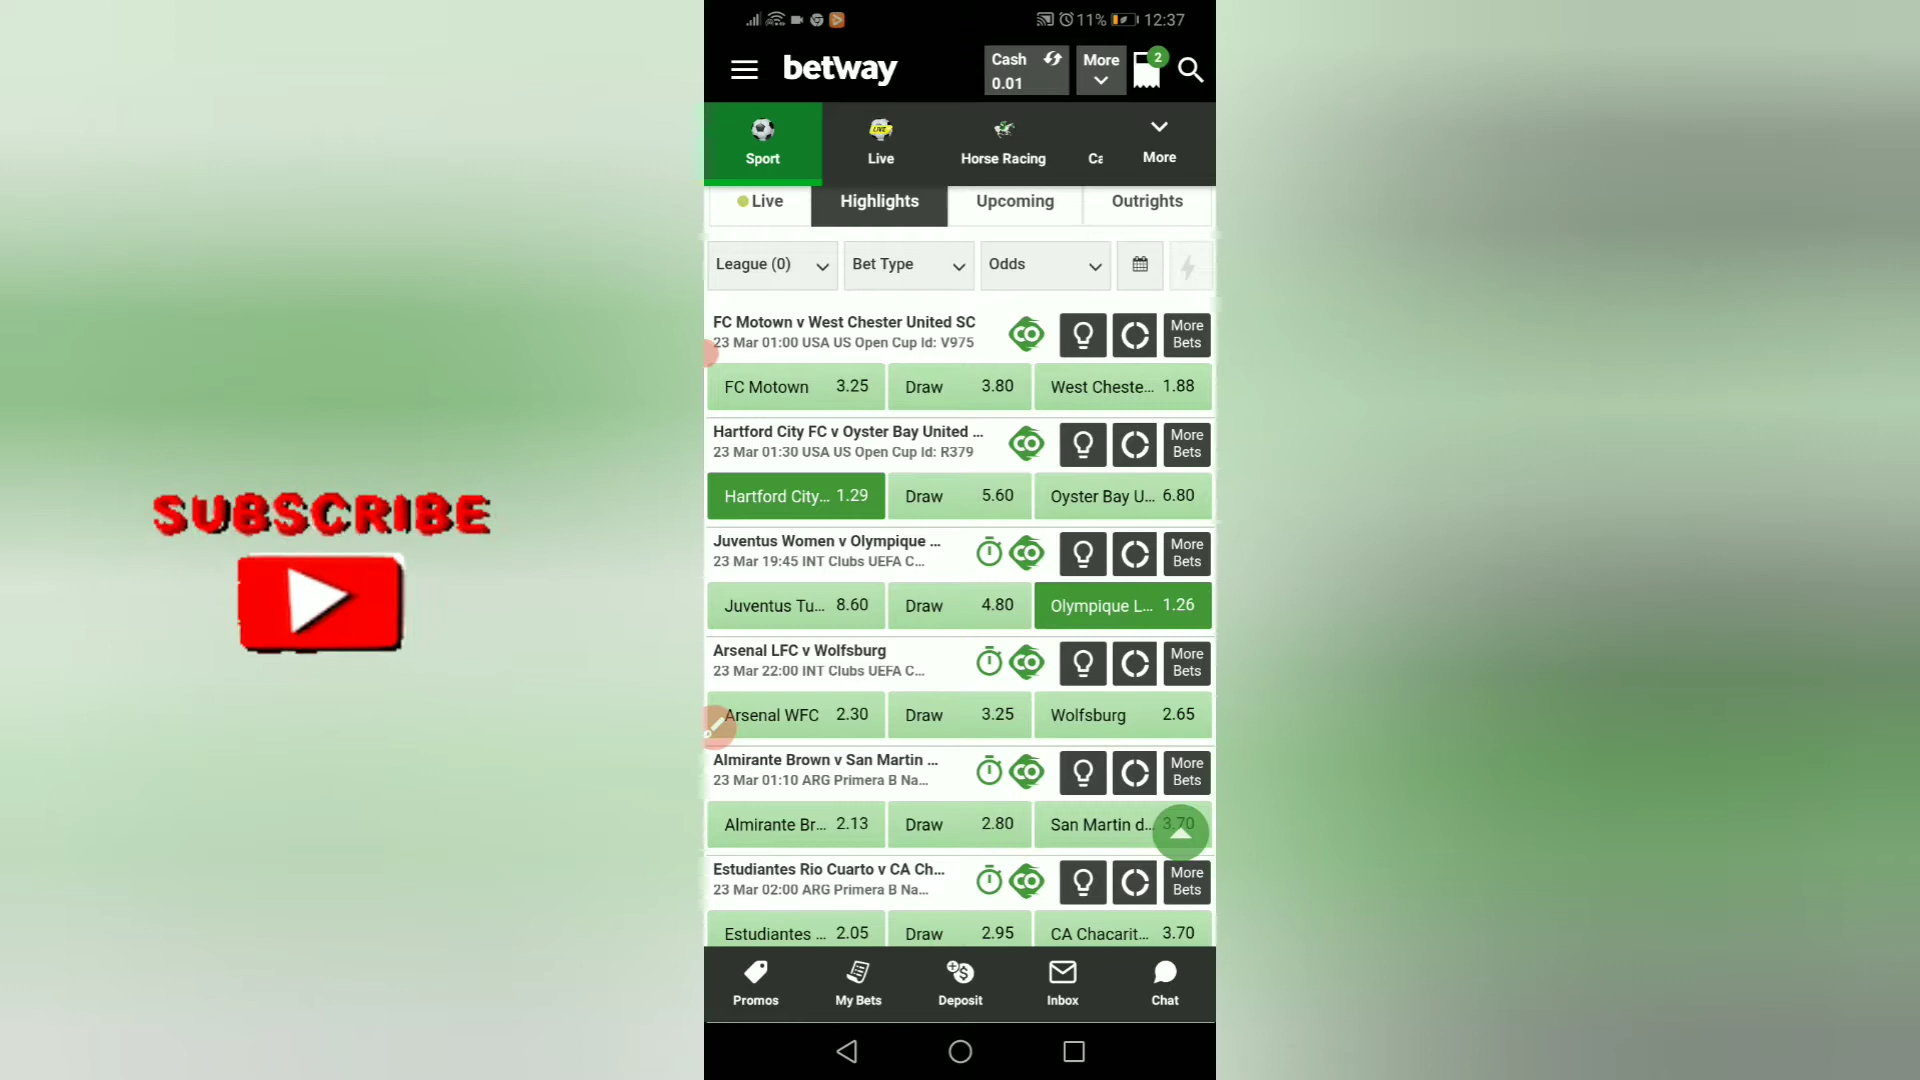 11% 12:37
betway
Cash
0.01
More
2
Sport
Live
Horse Racing
Ca
More
Live
Highlights
Upcoming
Outrights
League (0)
Bet Type
Odds
FC Motown v West Chester United SC
23 Mar 01:00 USA US Open Cup Id: V975
CO
More
Bets
FC Motown 3.25
Draw 3.80
West Cheste... 1.88
Hartford City FC v Oyster Bay United ...
23 Mar 01:30 USA US Open Cup Id: R379
CO
More
Bets
Hartford City... 1.29
Draw 5.60
Oyster Bay U... 6.80
Juventus Women v Olympique ...
23 Mar 19:45 INT Clubs UEFA C...
CO
More
Bets
Juventus Tu... 8.60
Draw 4.80
Olympique L... 1.26
Arsenal LFC v Wolfsburg
23 Mar 22:00 INT Clubs UEFA C...
CO
More
Bets
Arsenal WFC 2.30
Draw 3.25
Wolfsburg 2.65
Almirante Brown v San Martin ...
23 Mar 01:10 ARG Primera B Na...
CO
More
Bets
Almirante Br... 2.13
Draw 2.80
San Martin d... 3.70
Estudiantes Rio Cuarto v CA Ch...
23 Mar 02:00 ARG Primera B Na...
CO
More
Bets
Estudiantes ... 2.05
Draw 2.95
CA Chacarit... 3.70
Promos
My Bets
Deposit
Inbox
Chat
SUBSCRIBE